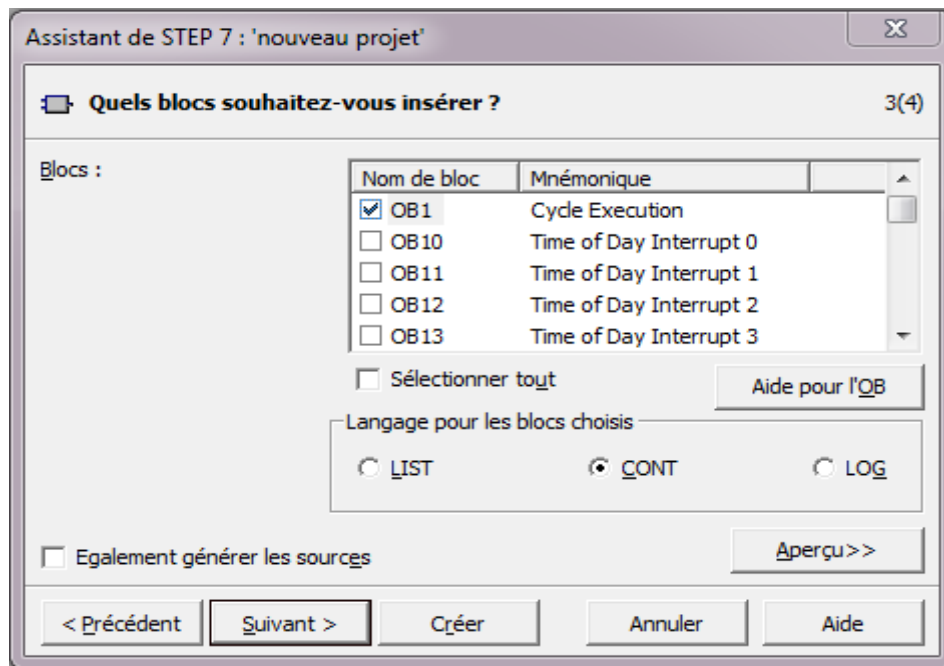 Assistant de STEP 7 : 'nouveau projet'
Quels blocs souhaitez-vous insérer ? 3(4)
Blocs :
Nom de bloc Mnémonique
OB1 Cycle Execution
OB10 Time of Day Interrupt 0
OB11 Time of Day Interrupt 1
OB12 Time of Day Interrupt 2
OB13 Time of Day Interrupt 3
Sélectionner tout
Aide pour l'OB
Langage pour les blocs choisis
LIST CONT LOG
Egalement générer les sources
Aperçu>>
< Précédent Suivant > Créer Annuler Aide